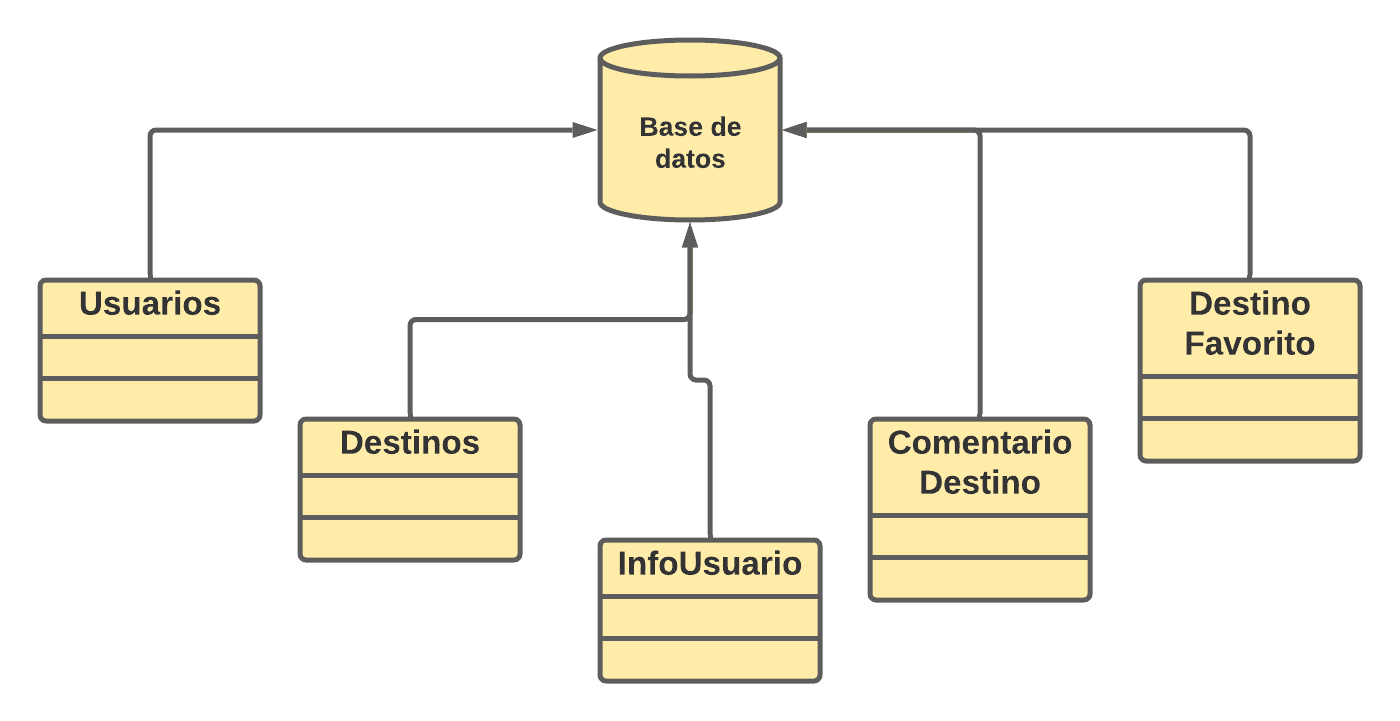 Base de
datos
Usuarios
Destino
Favorito
Destinos
Comentario
Destino
InfoUsuario